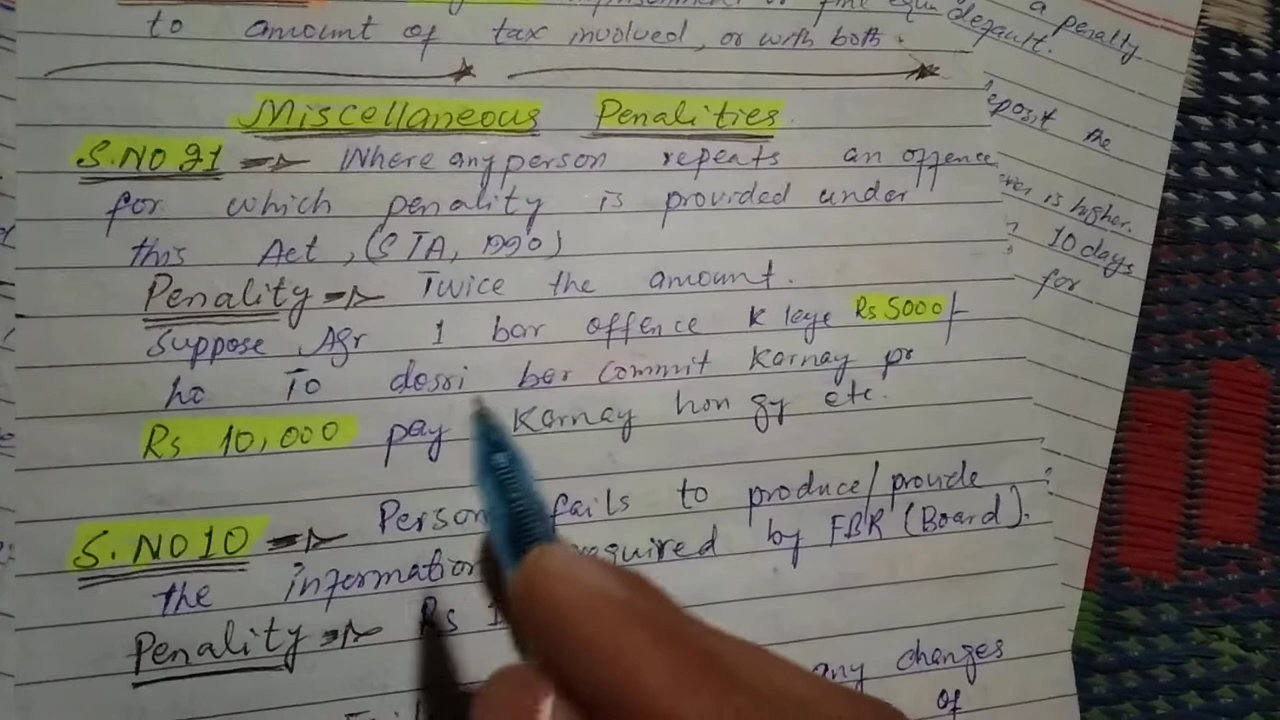 to amount of tax involved, or with both.
Miscellaneous Penalities
S.NO 21 Where any person repeats an offence
for which penality is provided under
this Act, (STA, 1990)
Penality Twice the amount.
Suppose Agr 1 bar offence k laye Rs 5000/-
ho To dosri bar commit Karnay pr
Rs 10,000 pay Karnay hon gy etc.
S.NO 10 Person fails to produce/provide
the information required by FBR (Board).
Penality Rs
any changes
of
a penalty
default.
eposit the
is higher.
10 days
for